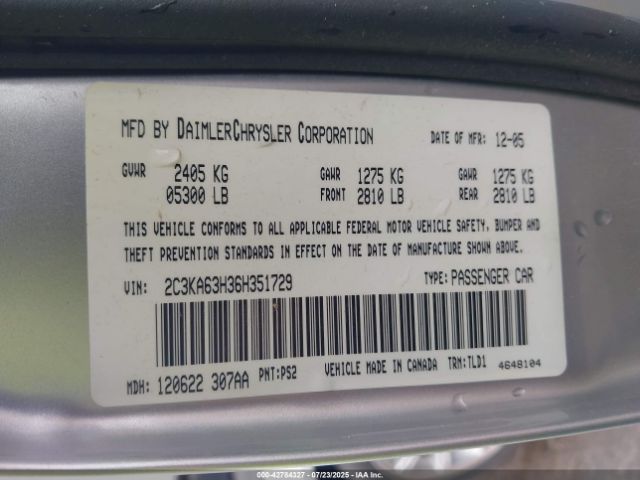 MFD BY DAIMLERCHRYSLER CORPORATION DATE OF MFR: 12-05
GVWR 2405 KG GAWR 1275 KG GAWR 1275 KG
05300 LB FRONT 2810 LB REAR 2810 LB
THIS VEHICLE CONFORMS TO ALL APPLICABLE FEDERAL MOTOR VEHICLE SAFETY, BUMPER AND
THEFT PREVENTION STANDARDS IN EFFECT ON THE DATE OF MANUFACTURE SHOWN ABOVE.
VIN: 2C3KA63H36H351729 TYPE: PASSENGER CAR
MDH: 120622 307AA PNT:PS2 VEHICLE MADE IN CANADA TRM:TLD1 4648104
000-42784327 - 07/23/2025 - IAAI.com